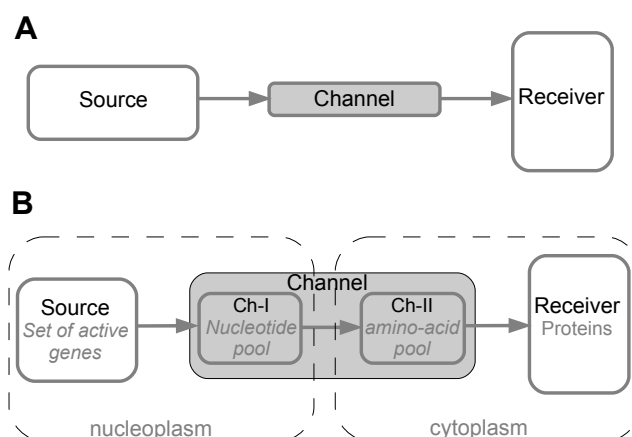 A
Source
Channel
Receiver
B
Channel
Source
Set of active
genes
Ch-I
Nucleotide
pool
Ch-II
amino-acid
pool
Receiver
Proteins
nucleoplasm
cytoplasm